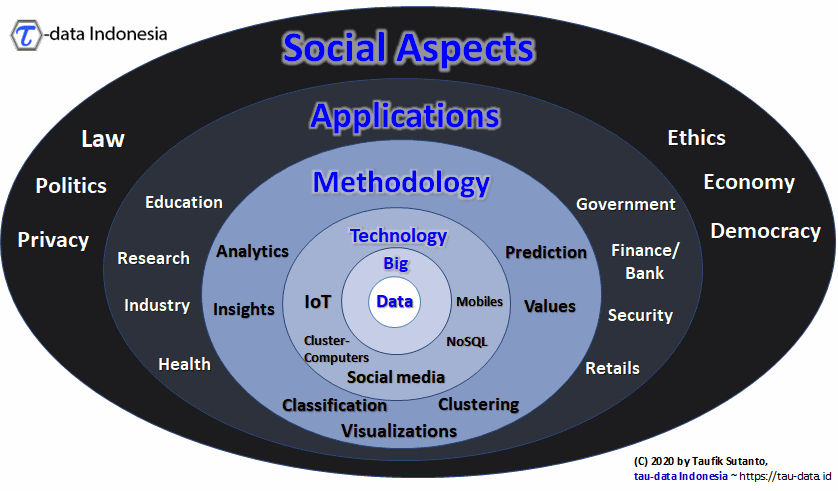 τ-data Indonesia
Social Aspects
Applications
Law
Ethics
Politics
Economy
Privacy
Democracy
Methodology
Education
Government
Research
Finance/
Bank
Industry
Security
Health
Retails
Technology
Analytics
Prediction
Insights
Values
Classification
Clustering
Visualizations
Big
Data
IoT
Mobiles
Cluster-
Computers
NoSQL
Social media
(C) 2020 by Taufik Sutanto,
tau-data Indonesia ~ https://tau-data.id